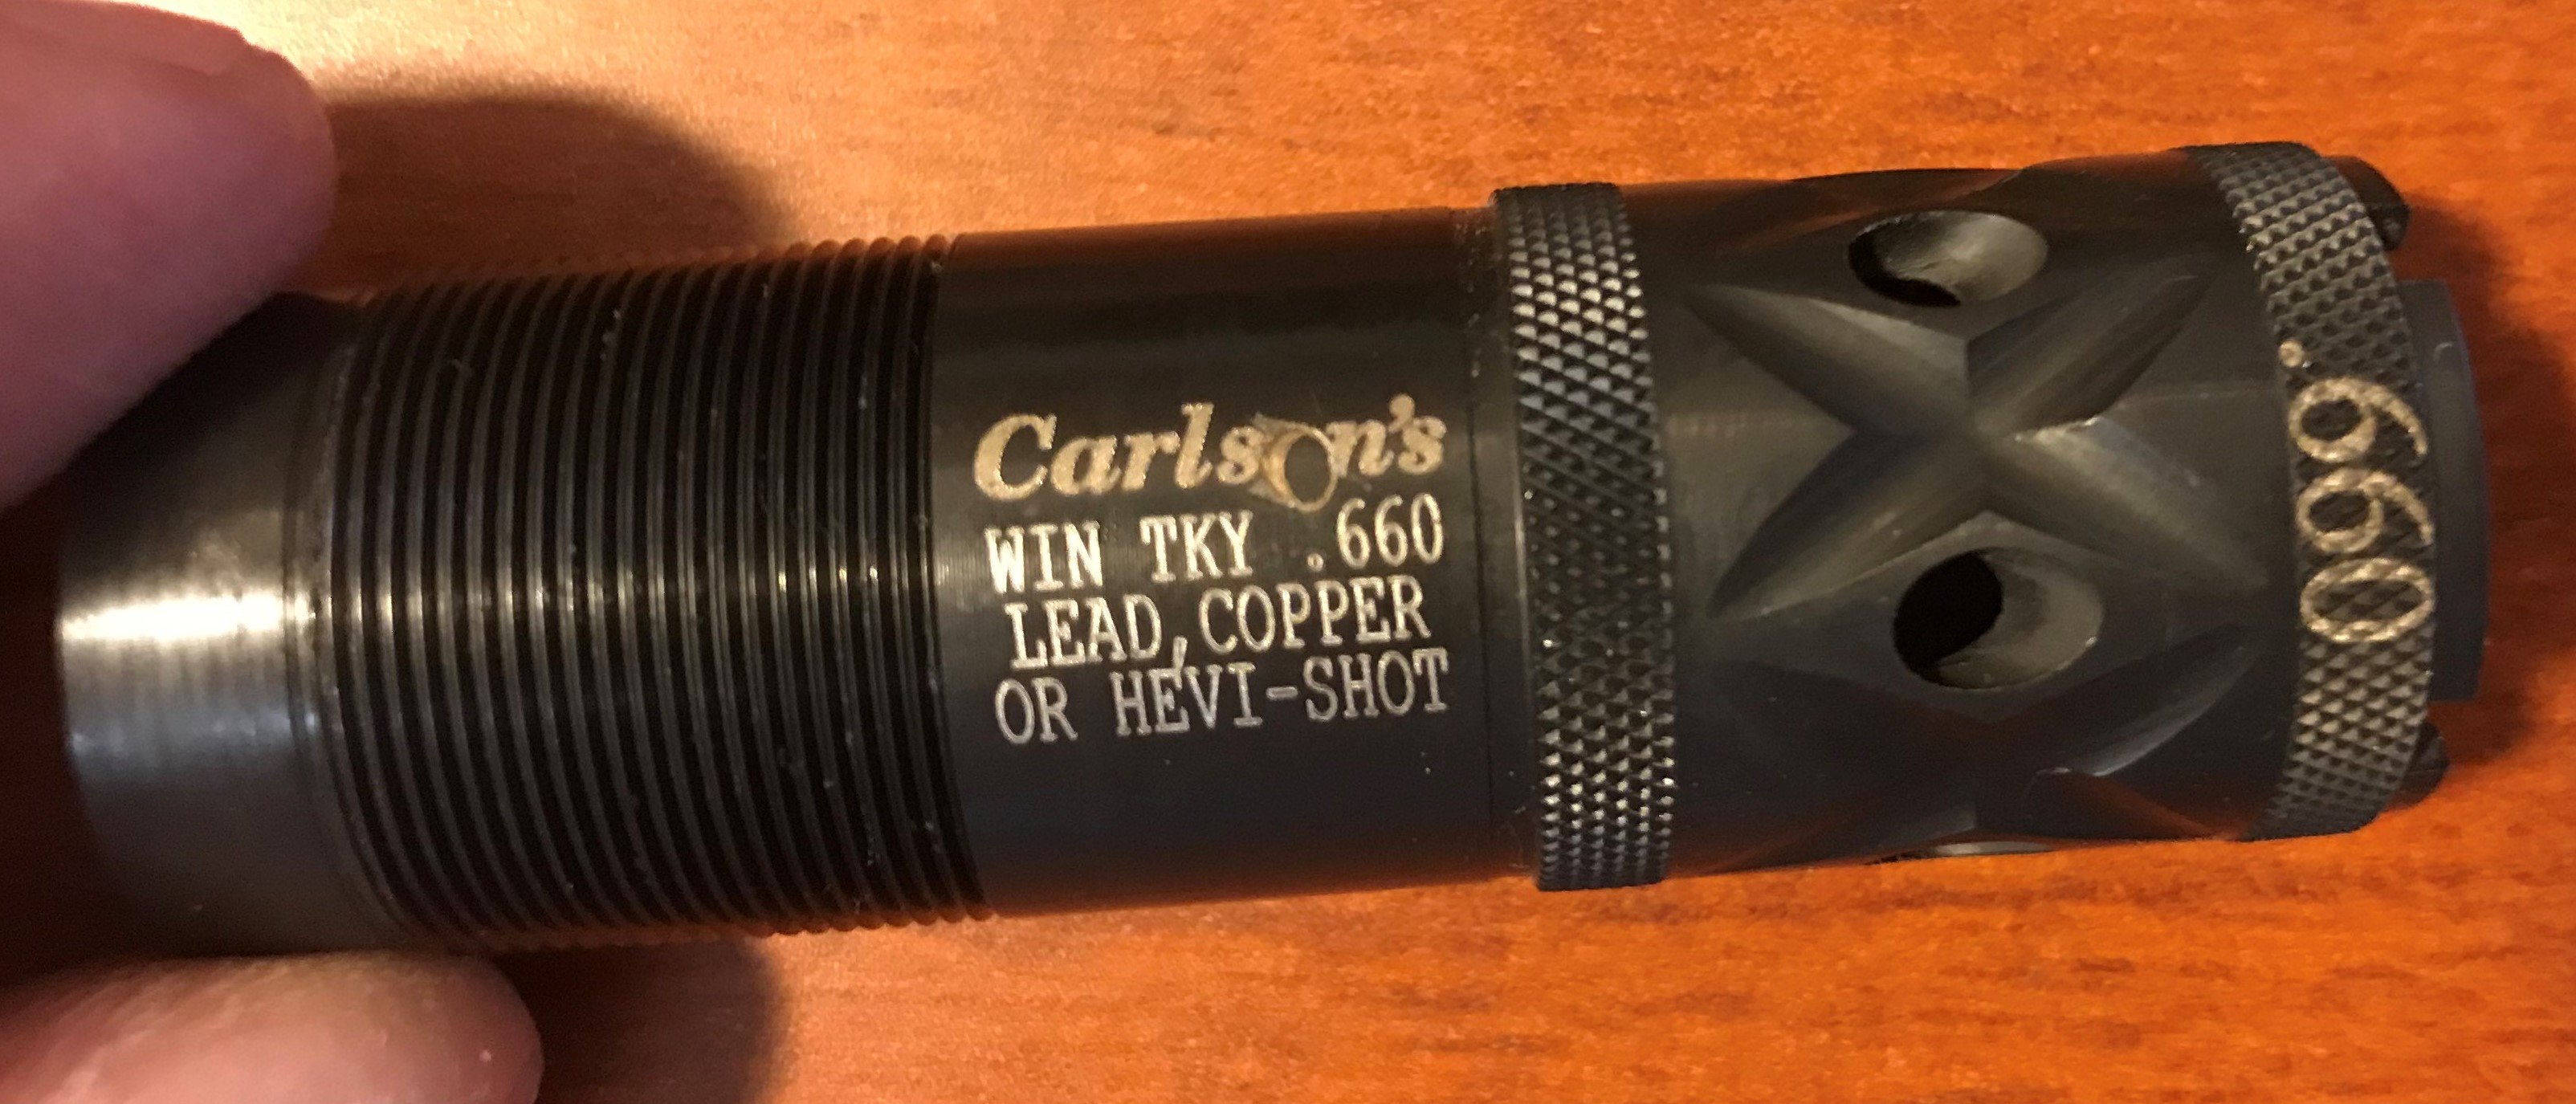 Carlson's
WIN TKY .660
LEAD, COPPER
OR HEVI-SHOT
.660